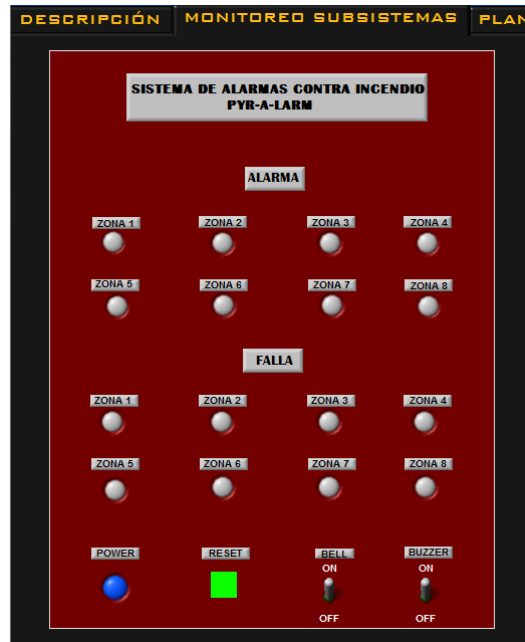 DESCRIPCIÓN MONITOREO SUBSISTEMAS PLAN
SISTEMA DE ALARMAS CONTRA INCENDIO
PYR-A-LARM
ALARMA
ZONA 1 ZONA 2 ZONA 3 ZONA 4
ZONA 5 ZONA 6 ZONA 7 ZONA 8
FALLA
ZONA 1 ZONA 2 ZONA 3 ZONA 4
ZONA 5 ZONA 6 ZONA 7 ZONA 8
POWER RESET BELL BUZZER
ON ON
OFF OFF